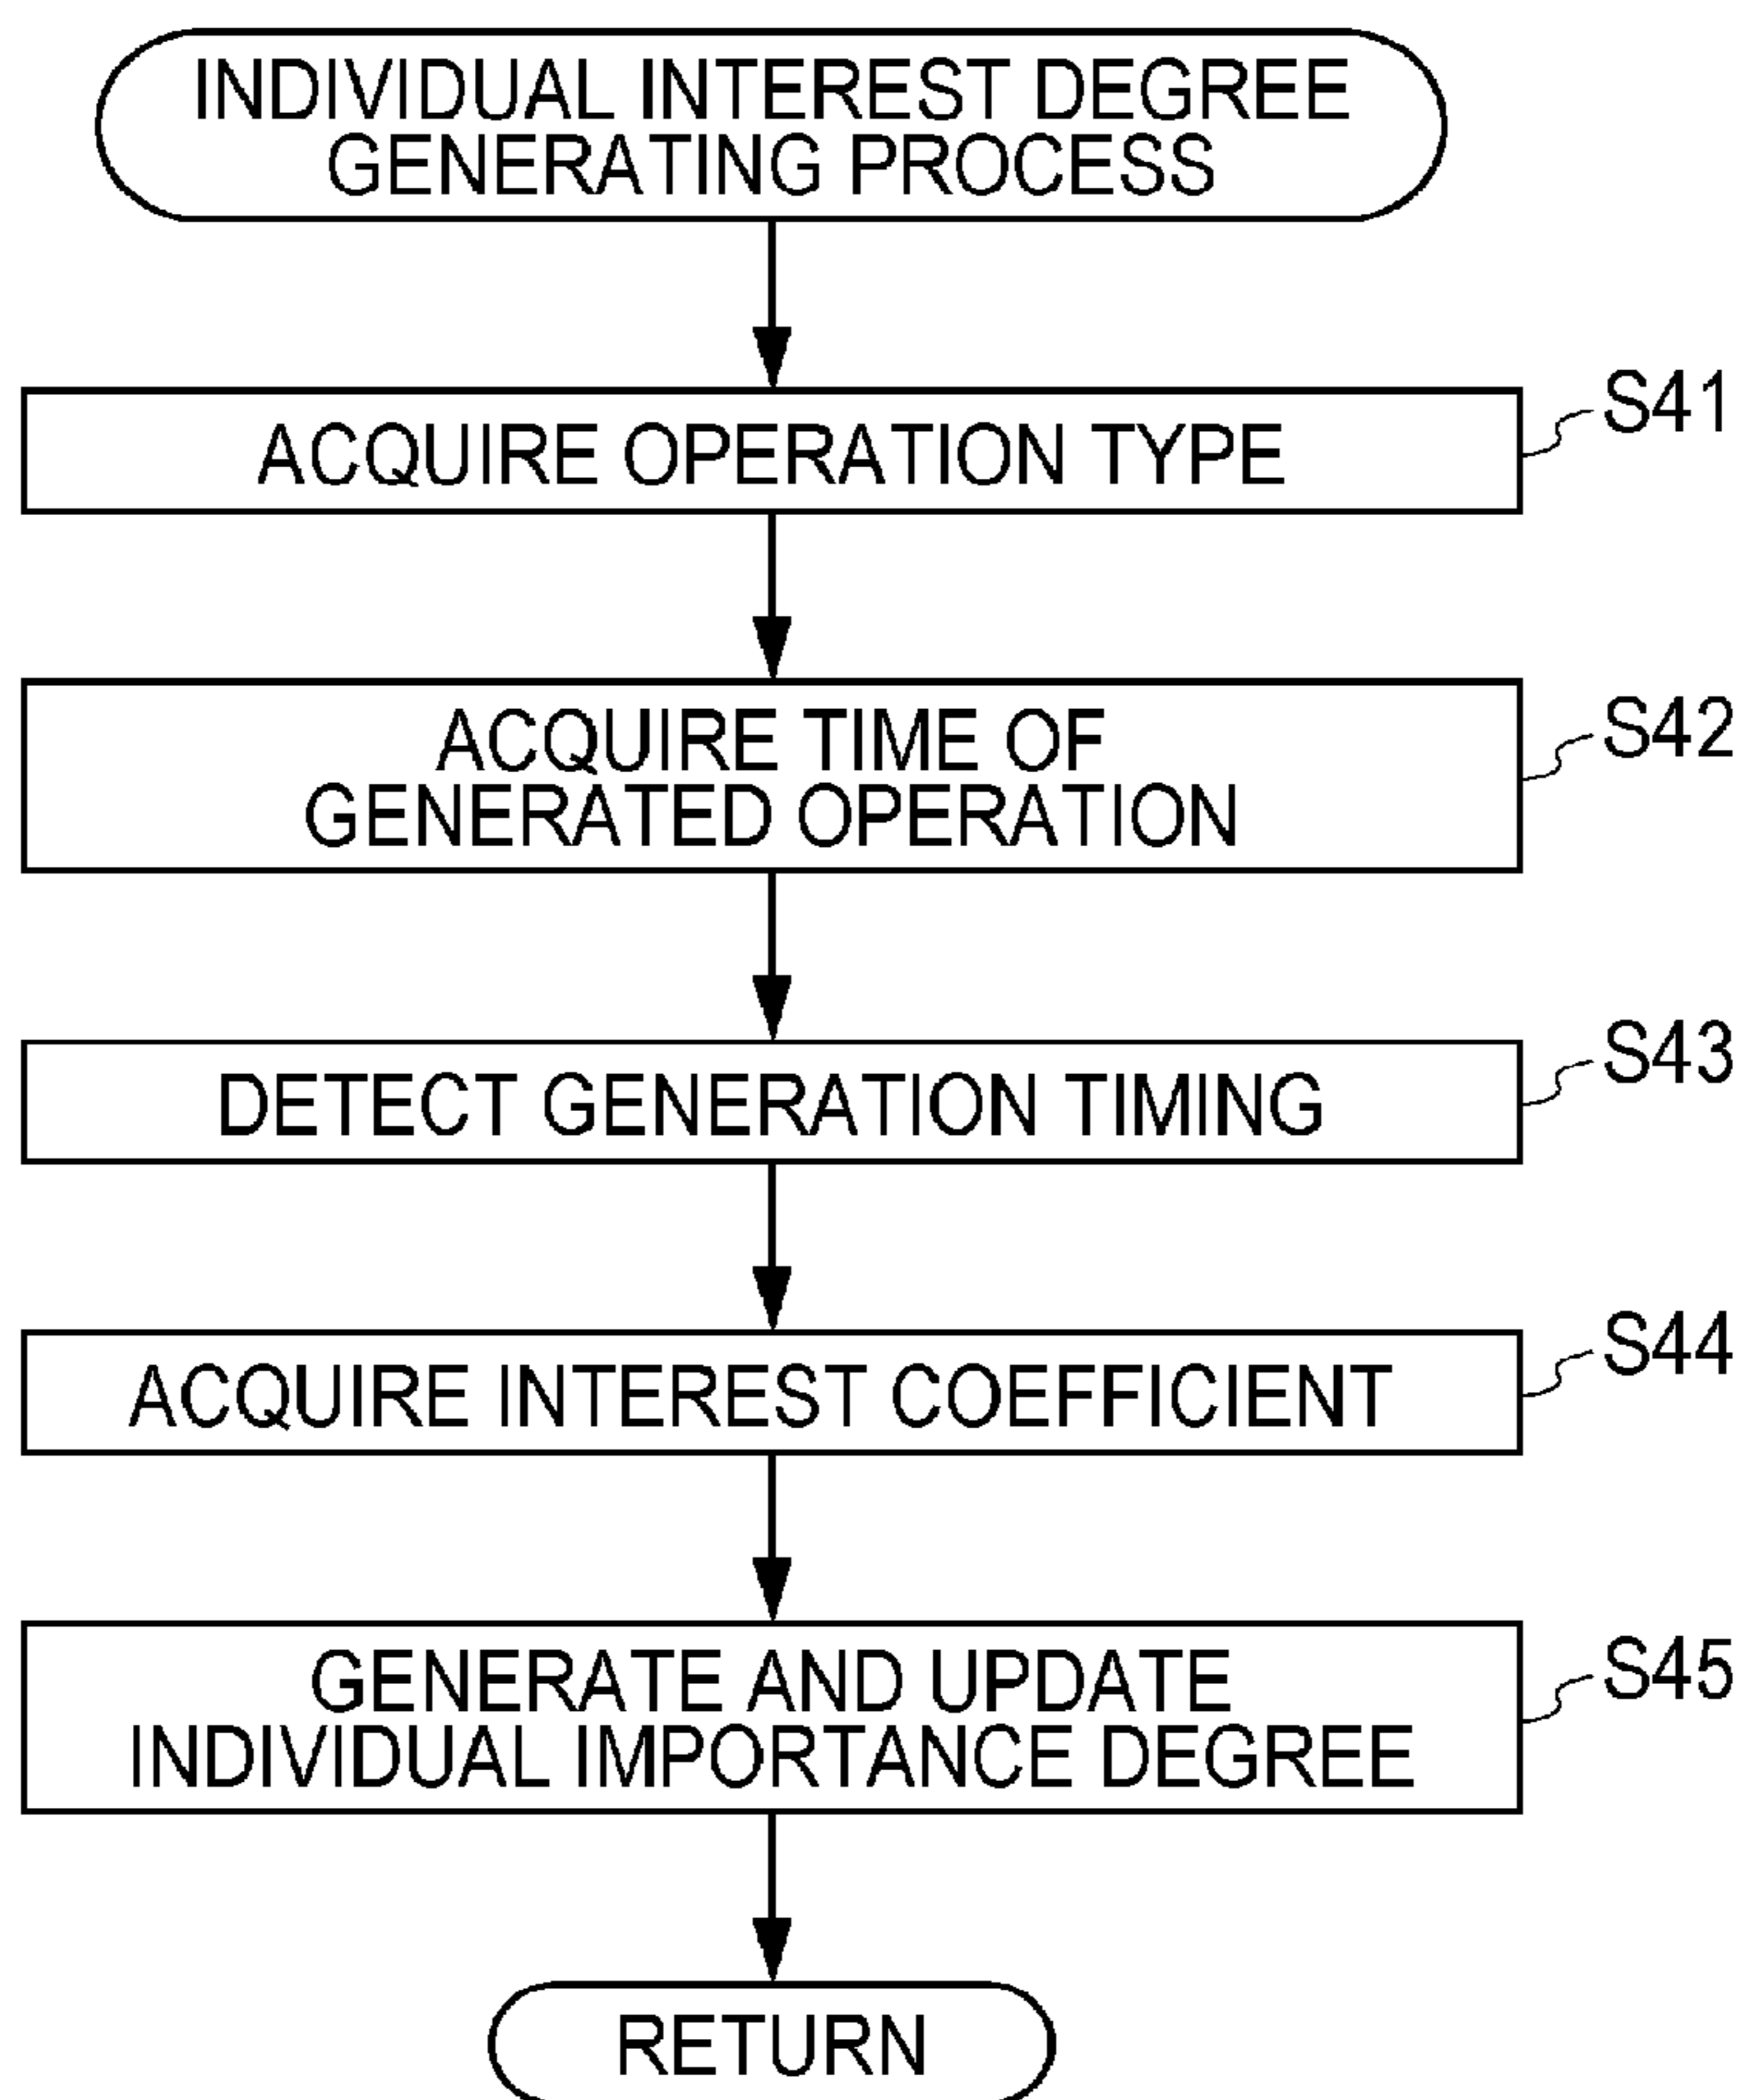 INDIVIDUAL INTEREST DEGREE
GENERATING PROCESS
ACQUIRE OPERATION TYPE
S41
ACQUIRE TIME OF
GENERATED OPERATION
S42
DETECT GENERATION TIMING
S43
ACQUIRE INTEREST COEFFICIENT
S44
GENERATE AND UPDATE
INDIVIDUAL IMPORTANCE DEGREE
S45
RETURN